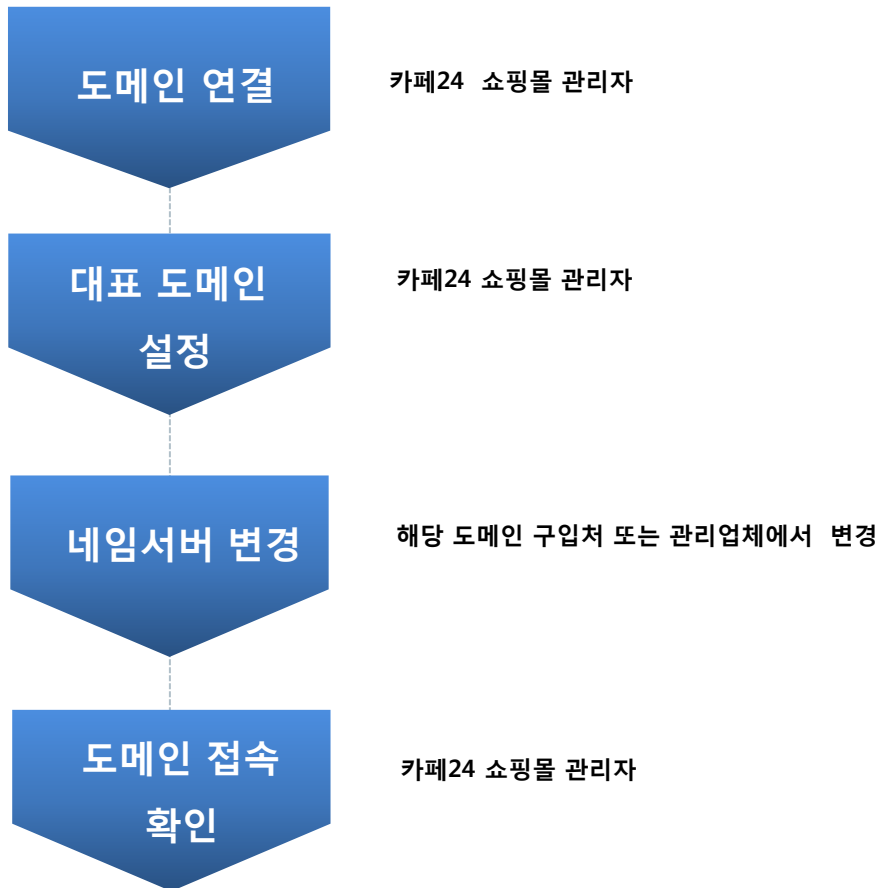 도메인 연결
카페24 쇼핑몰 관리자
대표 도메인
설정
카페24 쇼핑몰 관리자
네임서버 변경
해당 도메인 구입처 또는 관리업체에서 변경
도메인 접속
확인
카페24 쇼핑몰 관리자